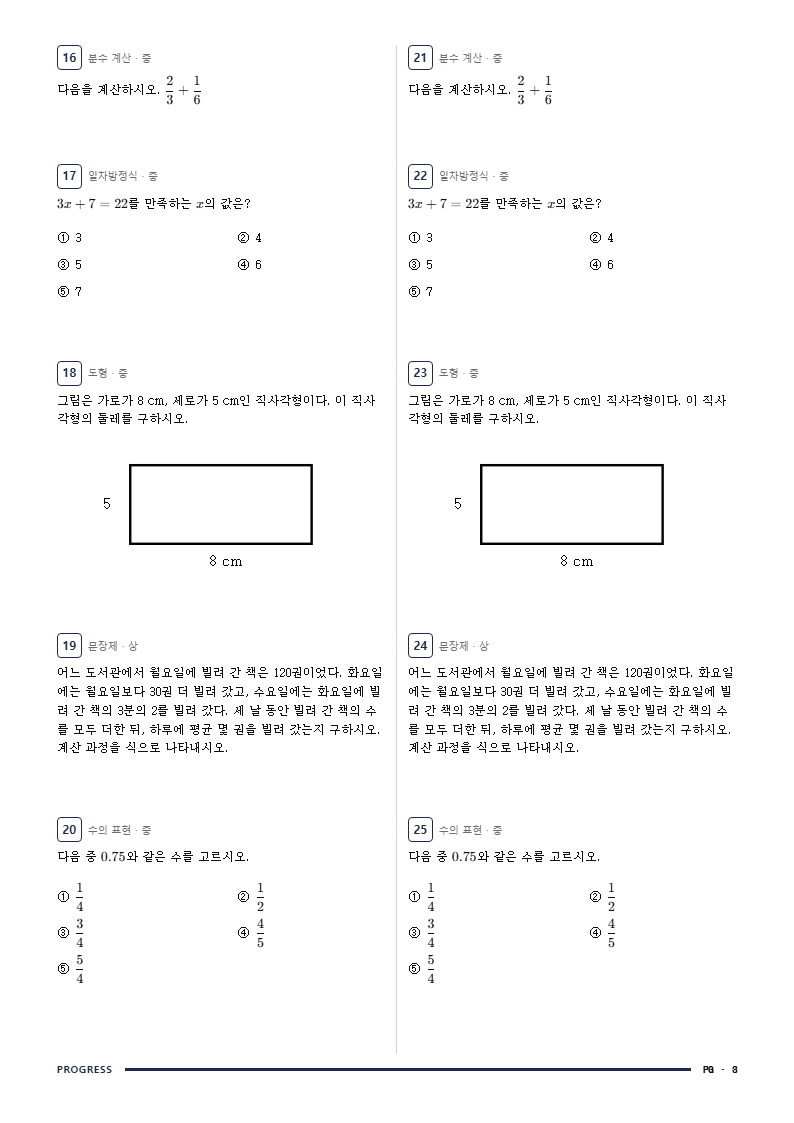 16 분수 계산 · 중
다음을 계산하시오. 2/3 + 1/6
17 일차방정식 · 중
3x + 7 = 22를 만족하는 x의 값은?
① 3 ② 4
③ 5 ④ 6
⑤ 7
18 도형 · 중
그림은 가로가 8 cm, 세로가 5 cm인 직사각형이다. 이 직사
각형의 둘레를 구하시오.
5
8 cm
19 문장제 · 상
어느 도서관에서 월요일에 빌려 간 책은 120권이었다. 화요일
에는 월요일보다 30권 더 빌려 갔고, 수요일에는 화요일에 빌
려 간 책의 3분의 2를 빌려 갔다. 세 날 동안 빌려 간 책의 수
를 모두 더한 뒤, 하루에 평균 몇 권을 빌려 갔는지 구하시오.
계산 과정을 식으로 나타내시오.
20 수의 표현 · 중
다음 중 0.75와 같은 수를 고르시오.
① 1/4 ② 1/2
③ 3/4 ④ 4/5
⑤ 5/4
21 분수 계산 · 중
다음을 계산하시오. 2/3 + 1/6
22 일차방정식 · 중
3x + 7 = 22를 만족하는 x의 값은?
① 3 ② 4
③ 5 ④ 6
⑤ 7
23 도형 · 중
그림은 가로가 8 cm, 세로가 5 cm인 직사각형이다. 이 직사
각형의 둘레를 구하시오.
5
8 cm
24 문장제 · 상
어느 도서관에서 월요일에 빌려 간 책은 120권이었다. 화요일
에는 월요일보다 30권 더 빌려 갔고, 수요일에는 화요일에 빌
려 간 책의 3분의 2를 빌려 갔다. 세 날 동안 빌려 간 책의 수
를 모두 더한 뒤, 하루에 평균 몇 권을 빌려 갔는지 구하시오.
계산 과정을 식으로 나타내시오.
25 수의 표현 · 중
다음 중 0.75와 같은 수를 고르시오.
① 1/4 ② 1/2
③ 3/4 ④ 4/5
⑤ 5/4
PROGRESS